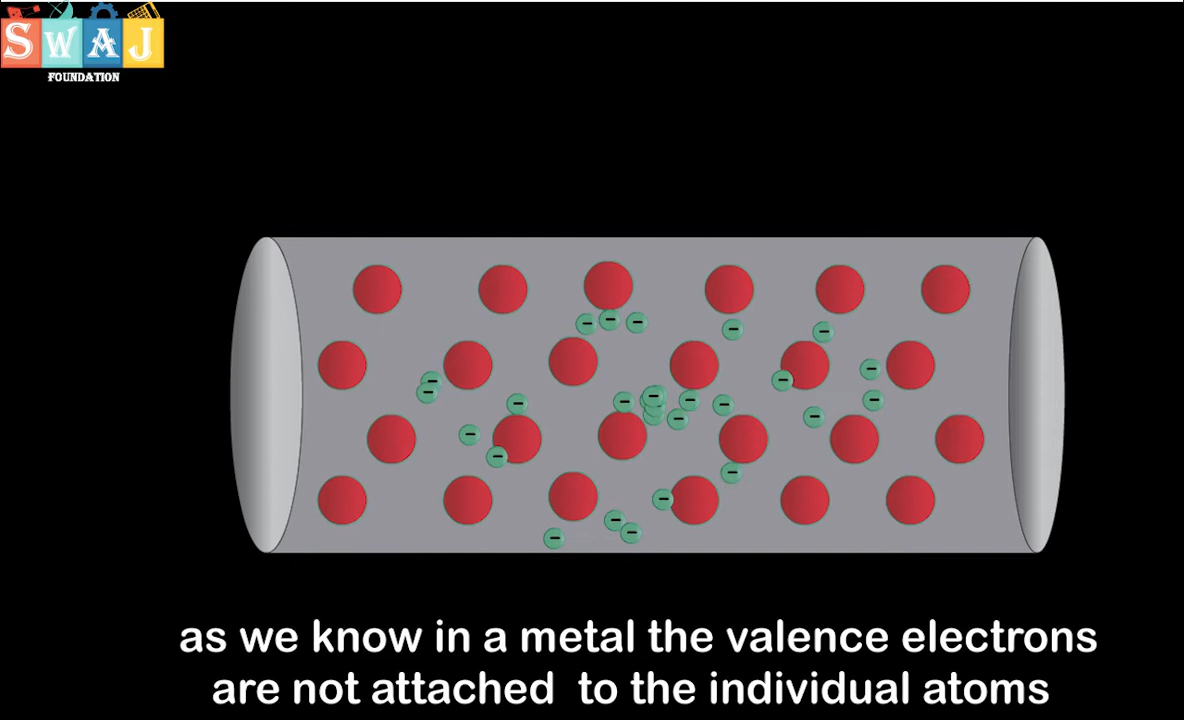 SWAJ
FOUNDATION
as we know in a metal the valence electrons
are not attached  to the individual atoms